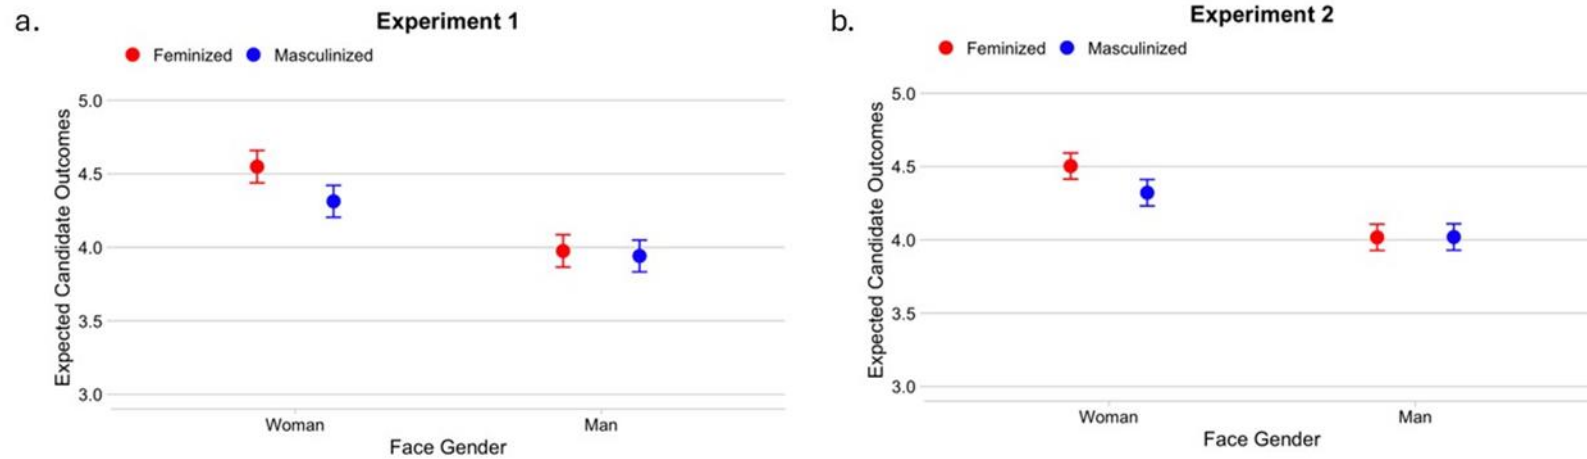 a.
Experiment 1
Feminized Masculinized
Expected Candidate Outcomes
5.0
4.5
4.0
3.5
3.0
Woman Man
Face Gender
b.
Experiment 2
Feminized Masculinized
Expected Candidate Outcomes
5.0
4.5
4.0
3.5
3.0
Woman Man
Face Gender